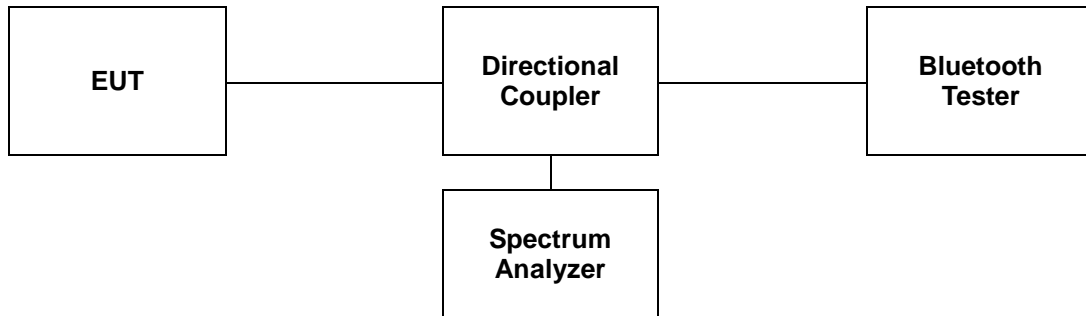 EUT
Directional
Coupler
Bluetooth
Tester
Spectrum
Analyzer